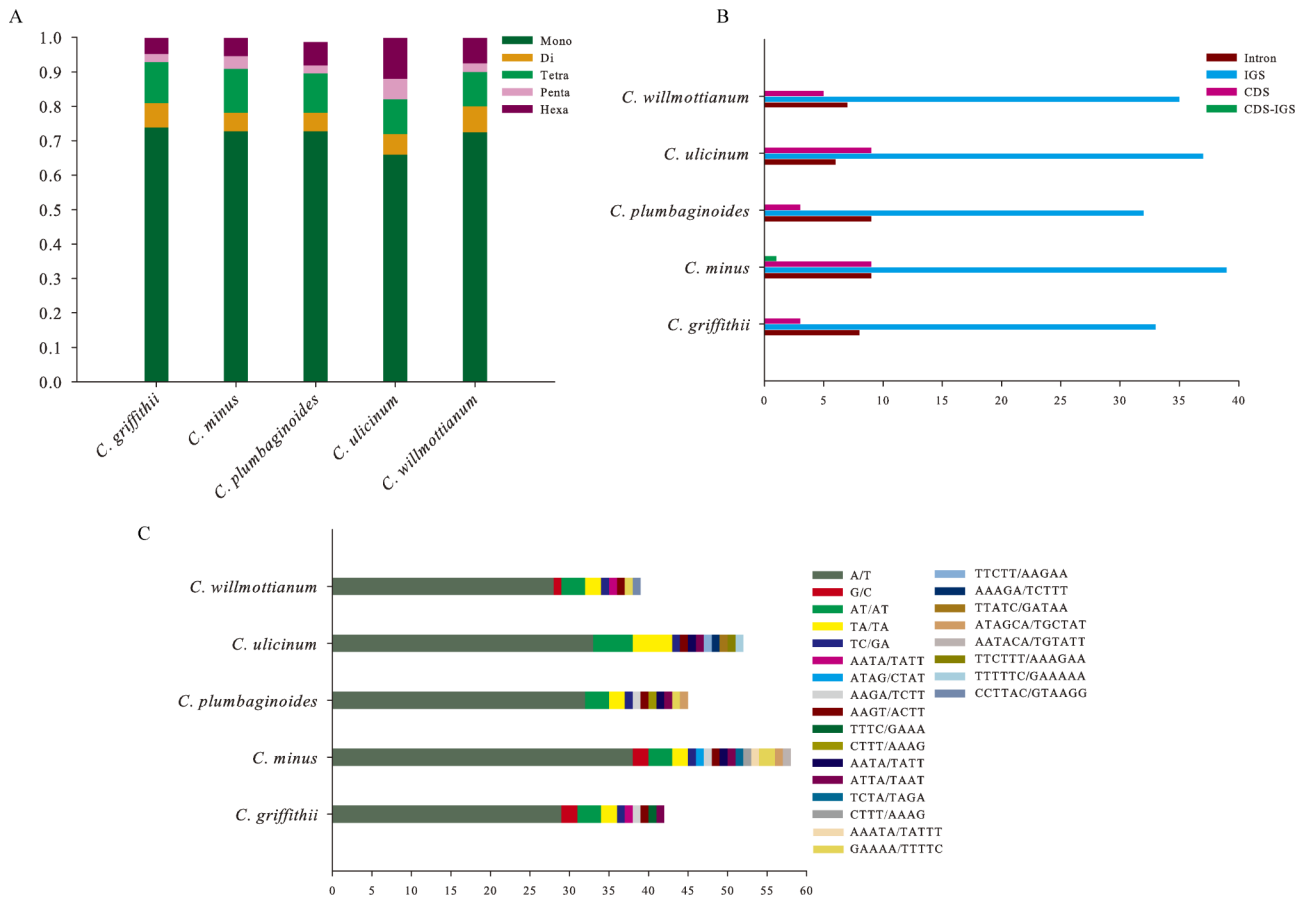 A
1.0
0.9
0.8
0.7
0.6
0.5
0.4
0.3
0.2
0.1
0.0
C. griffithii
C. minus
C. plumbaginoides
C. ulicinum
C. willmottianum
Mono
Di
Tetra
Penta
Hexa
B
C. willmottianum
C. ulicinum
C. plumbaginoides
C. minus
C. griffithii
0 5 10 15 20 25 30 35 40
Intron
IGS
CDS
CDS-IGS
C
C. willmottianum
C. ulicinum
C. plumbaginoides
C. minus
C. griffithii
0 5 10 15 20 25 30 35 40 45 50 55 60
A/T
G/C
AT/AT
TA/TA
TC/GA
AATA/TATT
ATAG/CTAT
AAGA/TCTT
AAGT/ACTT
TTTC/GAAA
CTTT/AAAG
AATA/TATT
ATTA/TAAT
TCTA/TAGA
CTTT/AAAG
AAATA/TATTT
GAAAA/TTTTC
TTCTT/AAGAA
AAAGA/TCTTT
TTATC/GATAA
ATAGCA/TGCTAT
AATACA/TGTATT
TTCTTT/AAAGAA
TTTTTC/GAAAAA
CCTTAC/GTAAGG